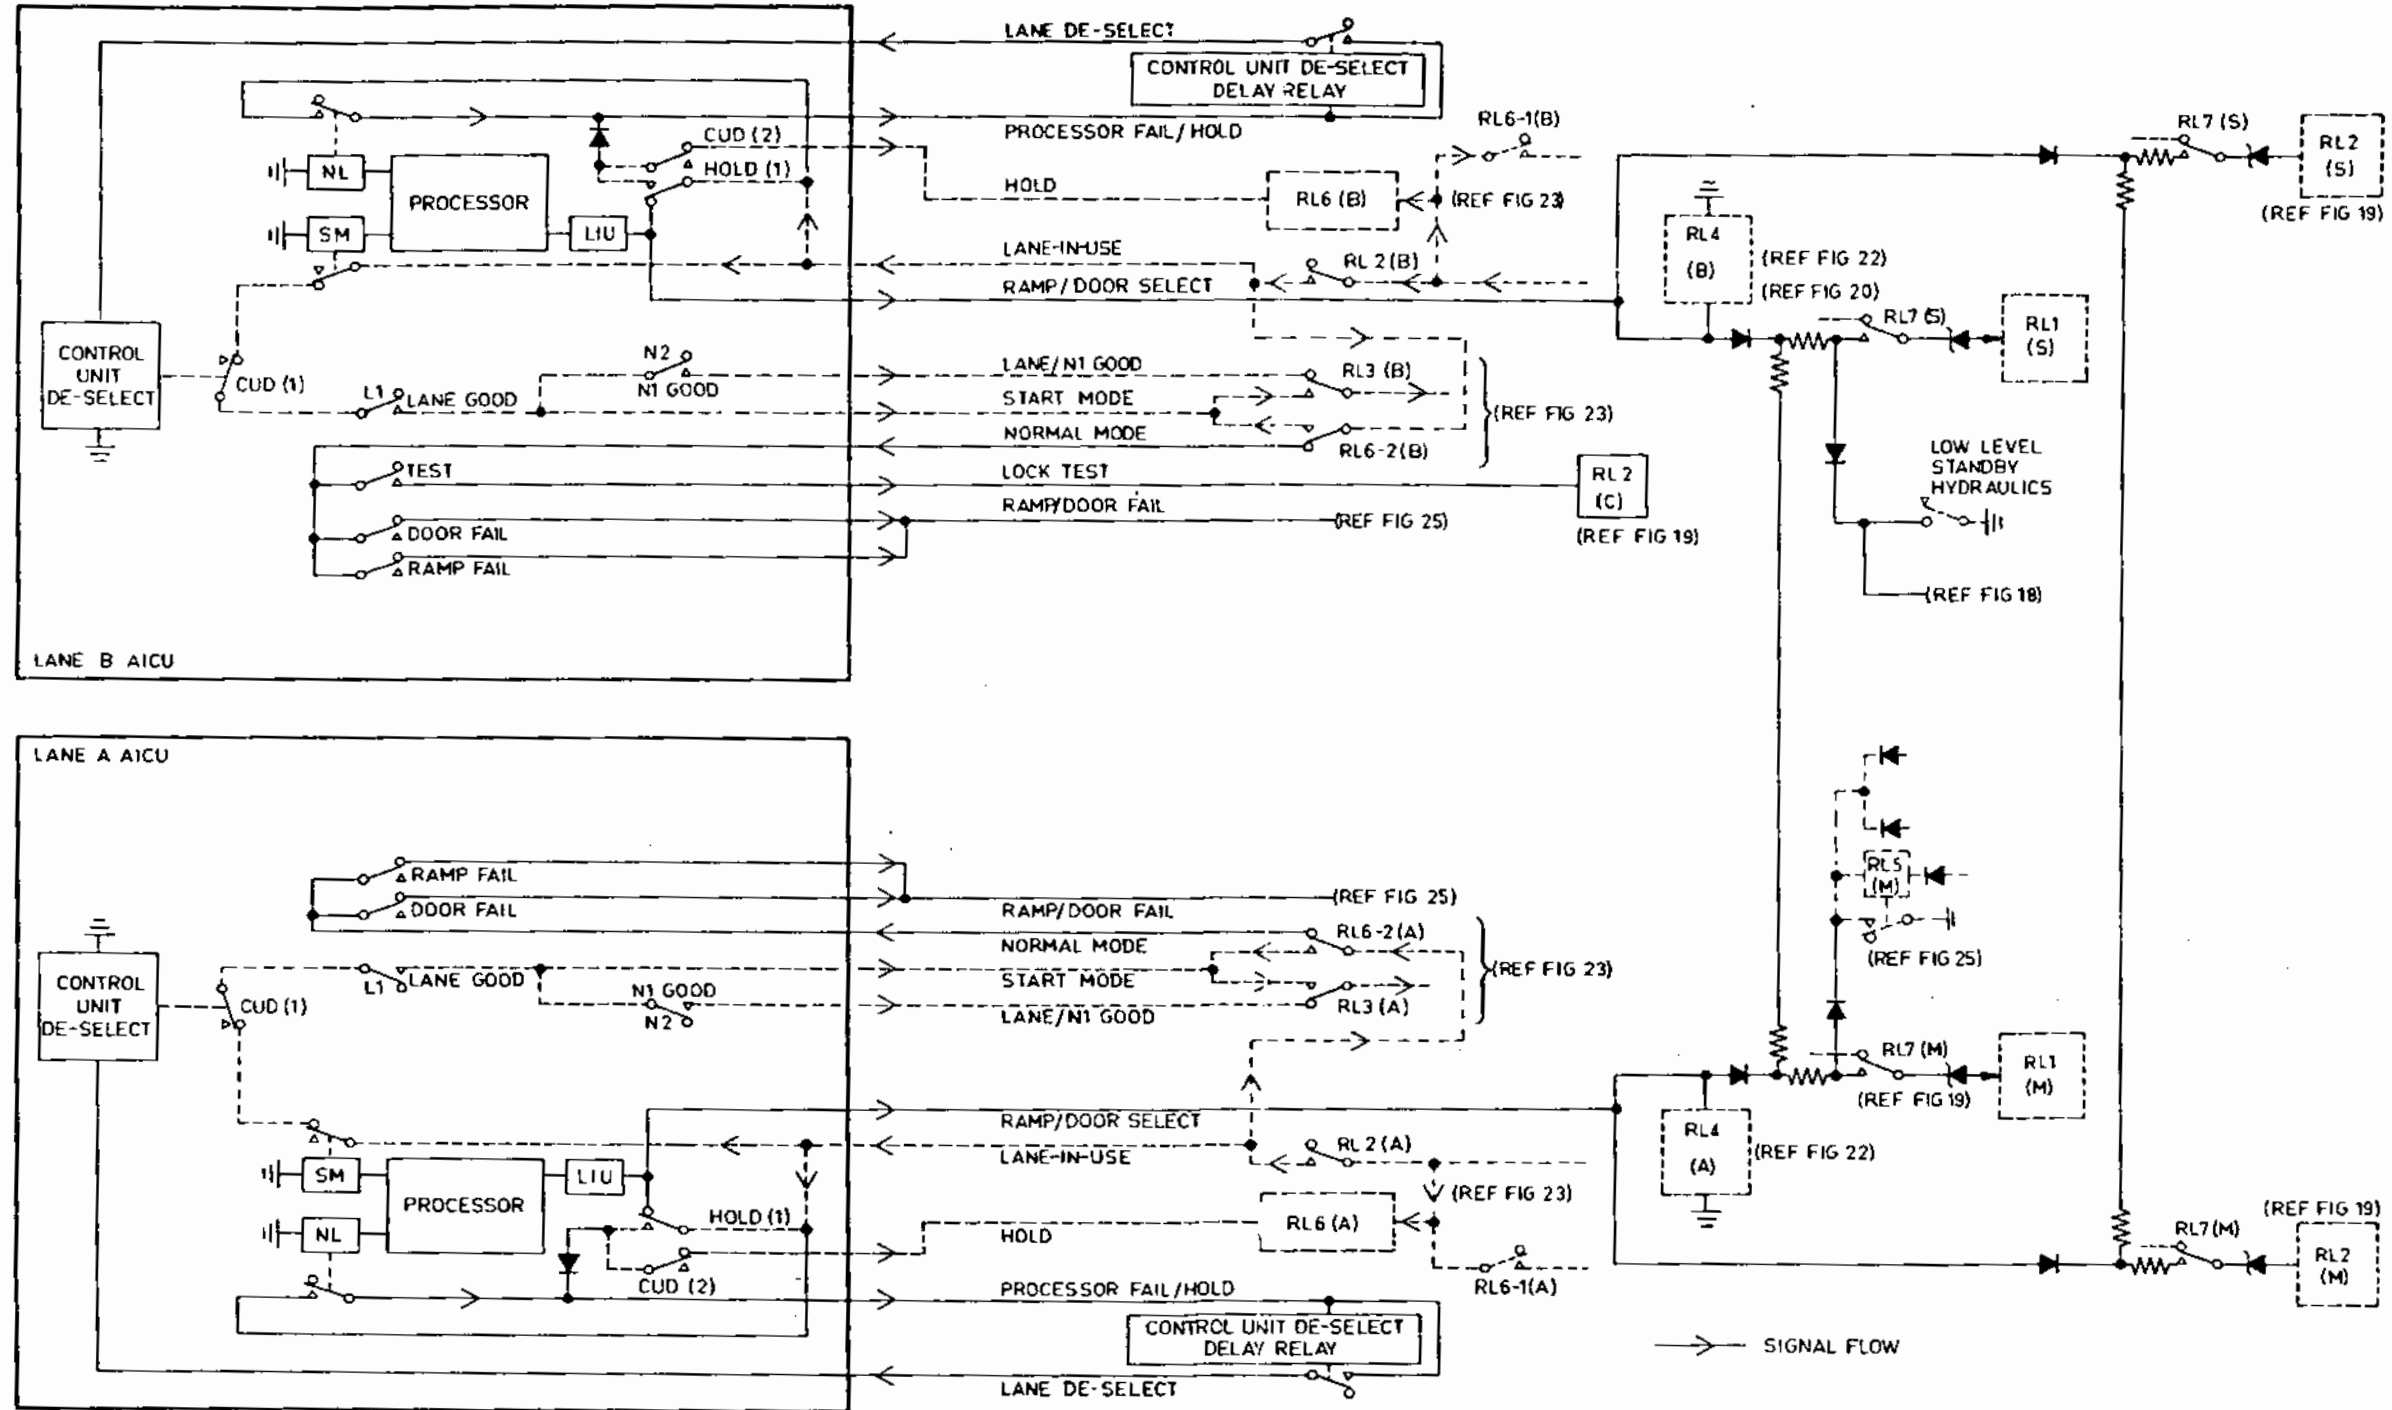 LANE DE-SELECT
CONTROL UNIT DE-SELECT
DELAY RELAY
PROCESSOR FAIL/HOLD
CUD (2)
HOLD (1)
NL
PROCESSOR
SM
LIU
HOLD
RL6 (B)
RL6-1(B)
(REF FIG 23)
LANE-IN-USE
RL 2(B)
RAMP/DOOR SELECT
CONTROL
UNIT
DE-SELECT
CUD (1)
L1
LANE GOOD
N2
N1 GOOD
LANE/N1 GOOD
RL3 (B)
START MODE
(REF FIG 23)
NORMAL MODE
RL6-2(B)
TEST
LOCK TEST
RL 2
(C)
(REF FIG 19)
DOOR FAIL
RAMP/DOOR FAIL
(REF FIG 25)
RAMP FAIL
LANE B AICU
RL7 (S)
RL2
(S)
(REF FIG 19)
RL4
(B)
(REF FIG 22)
(REF FIG 20)
RL7 (S)
RL1
(S)
LOW LEVEL
STANDBY
HYDRAULICS
(REF FIG 18)
LANE A AICU
RAMP FAIL
DOOR FAIL
RAMP/DOOR FAIL
(REF FIG 25)
NORMAL MODE
RL6-2(A)
CONTROL
UNIT
DE-SELECT
CUD (1)
L1
LANE GOOD
N1 GOOD
N2
START MODE
(REF FIG 23)
LANE/N1 GOOD
RL3 (A)
RAMP/DOOR SELECT
LANE-IN-USE
RL 2 (A)
SM
PROCESSOR
LIU
NL
HOLD (1)
CUD (2)
HOLD
RL6 (A)
(REF FIG 23)
RL6-1(A)
PROCESSOR FAIL/HOLD
CONTROL UNIT DE-SELECT
DELAY RELAY
LANE DE-SELECT
RL5
(M)
(REF FIG 25)
RL7 (M)
(REF FIG 19)
RL1
(M)
RL4
(A)
(REF FIG 22)
(REF FIG 19)
RL7(M)
RL2
(M)
SIGNAL FLOW